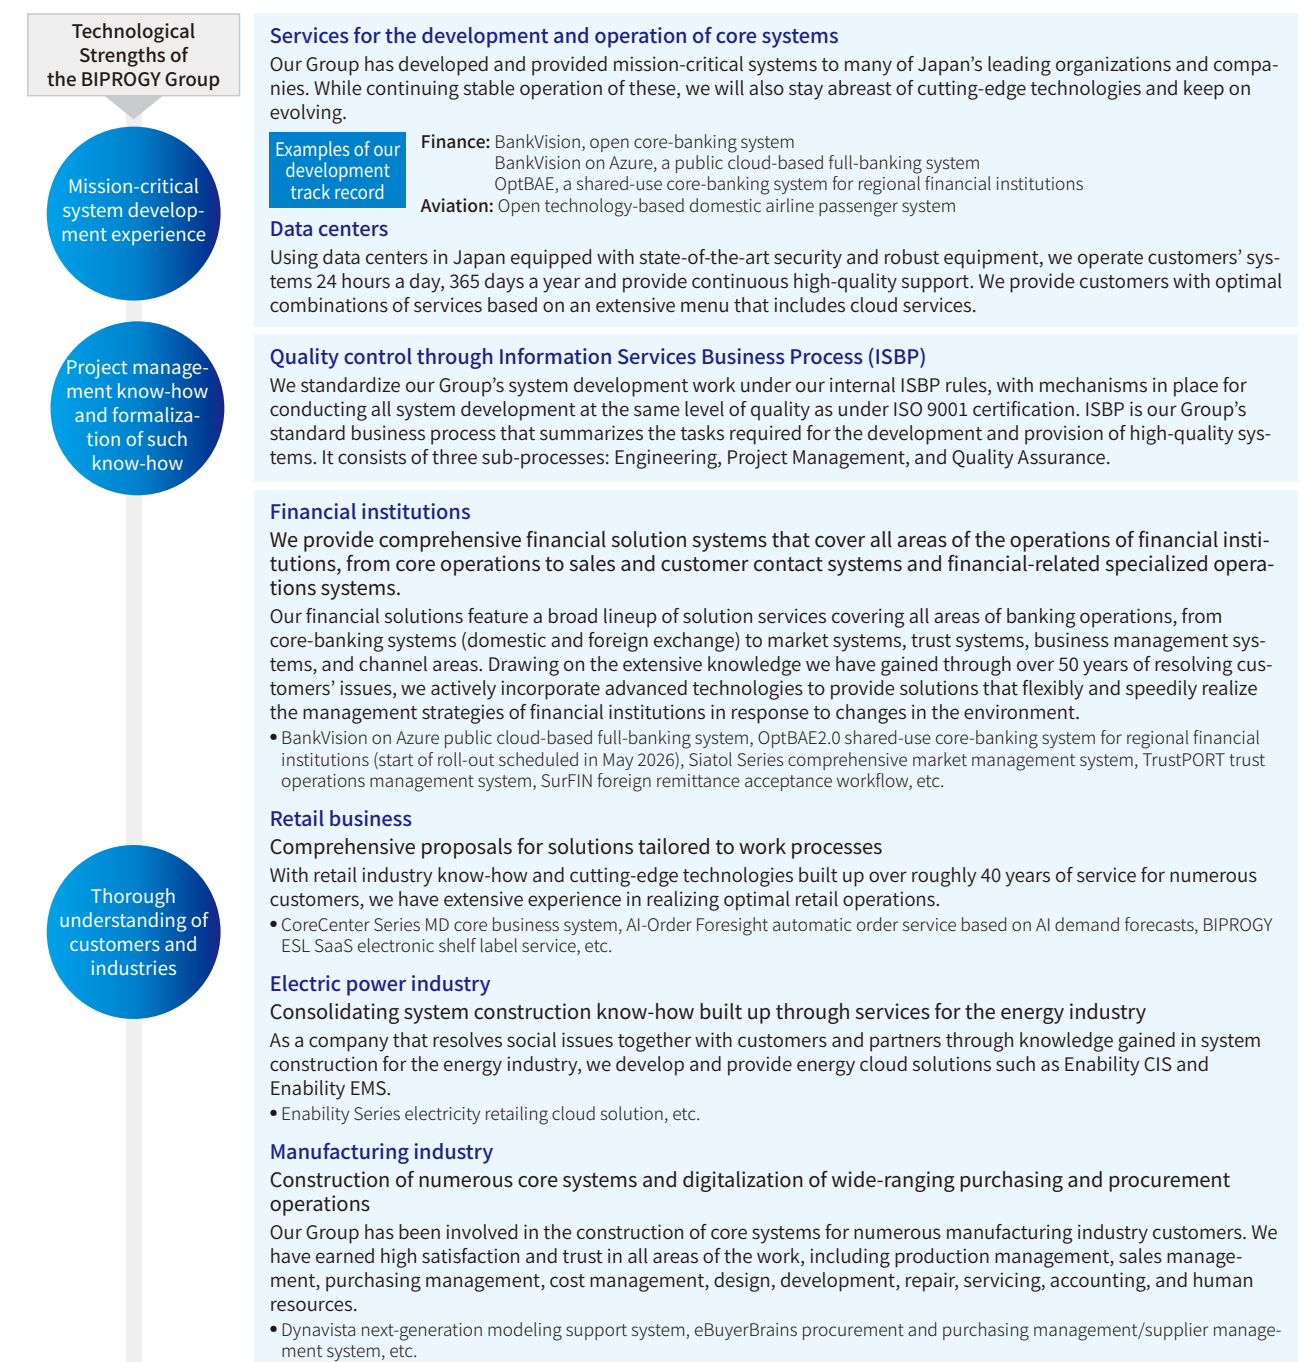 Technological
Strengths of
the BIPROGY Group
Mission-critical
system develop-
ment experience
Services for the development and operation of core systems
Our Group has developed and provided mission-critical systems to many of Japan's leading organizations and compa-
nies. While continuing stable operation of these, we will also stay abreast of cutting-edge technologies and keep on
evolving.
Examples of our
development
track record
Finance: BankVision, open core-banking system
BankVision on Azure, a public cloud-based full-banking system
OptBAE, a shared-use core-banking system for regional financial institutions
Aviation: Open technology-based domestic airline passenger system
Data centers
Using data centers in Japan equipped with state-of-the-art security and robust equipment, we operate customers' sys-
tems 24 hours a day, 365 days a year and provide continuous high-quality support. We provide customers with optimal
combinations of services based on an extensive menu that includes cloud services.
Project manage-
ment know-how
and formaliza-
tion of such
know-how
Quality control through Information Services Business Process (ISBP)
We standardize our Group's system development work under our internal ISBP rules, with mechanisms in place for
conducting all system development at the same level of quality as under ISO 9001 certification. ISBP is our Group's
standard business process that summarizes the tasks required for the development and provision of high-quality sys-
tems. It consists of three sub-processes: Engineering, Project Management, and Quality Assurance.
Thorough
understanding of
customers and
industries
Financial institutions
We provide comprehensive financial solution systems that cover all areas of the operations of financial insti-
tutions, from core operations to sales and customer contact systems and financial-related specialized opera-
tions systems.
Our financial solutions feature a broad lineup of solution services covering all areas of banking operations, from
core-banking systems (domestic and foreign exchange) to market systems, trust systems, business management sys-
tems, and channel areas. Drawing on the extensive knowledge we have gained through over 50 years of resolving cus-
tomers' issues, we actively incorporate advanced technologies to provide solutions that flexibly and speedily realize
the management strategies of financial institutions in response to changes in the environment.
• BankVision on Azure public cloud-based full-banking system, OptBAE2.0 shared-use core-banking system for regional financial
institutions (start of roll-out scheduled in May 2026), Siatol Series comprehensive market management system, TrustPORT trust
operations management system, SurFIN foreign remittance acceptance workflow, etc.
Retail business
Comprehensive proposals for solutions tailored to work processes
With retail industry know-how and cutting-edge technologies built up over roughly 40 years of service for numerous
customers, we have extensive experience in realizing optimal retail operations.
• CoreCenter Series MD core business system, AI-Order Foresight automatic order service based on AI demand forecasts, BIPROGY
ESL SaaS electronic shelf label service, etc.
Electric power industry
Consolidating system construction know-how built up through services for the energy industry
As a company that resolves social issues together with customers and partners through knowledge gained in system
construction for the energy industry, we develop and provide energy cloud solutions such as Enability CIS and
Enability EMS.
• Enability Series electricity retailing cloud solution, etc.
Manufacturing industry
Construction of numerous core systems and digitalization of wide-ranging purchasing and procurement
operations
Our Group has been involved in the construction of core systems for numerous manufacturing industry customers. We
have earned high satisfaction and trust in all areas of the work, including production management, sales manage-
ment, purchasing management, cost management, design, development, repair, servicing, accounting, and human
resources.
• Dynavista next-generation modeling support system, eBuyerBrains procurement and purchasing management/supplier manage-
ment system, etc.